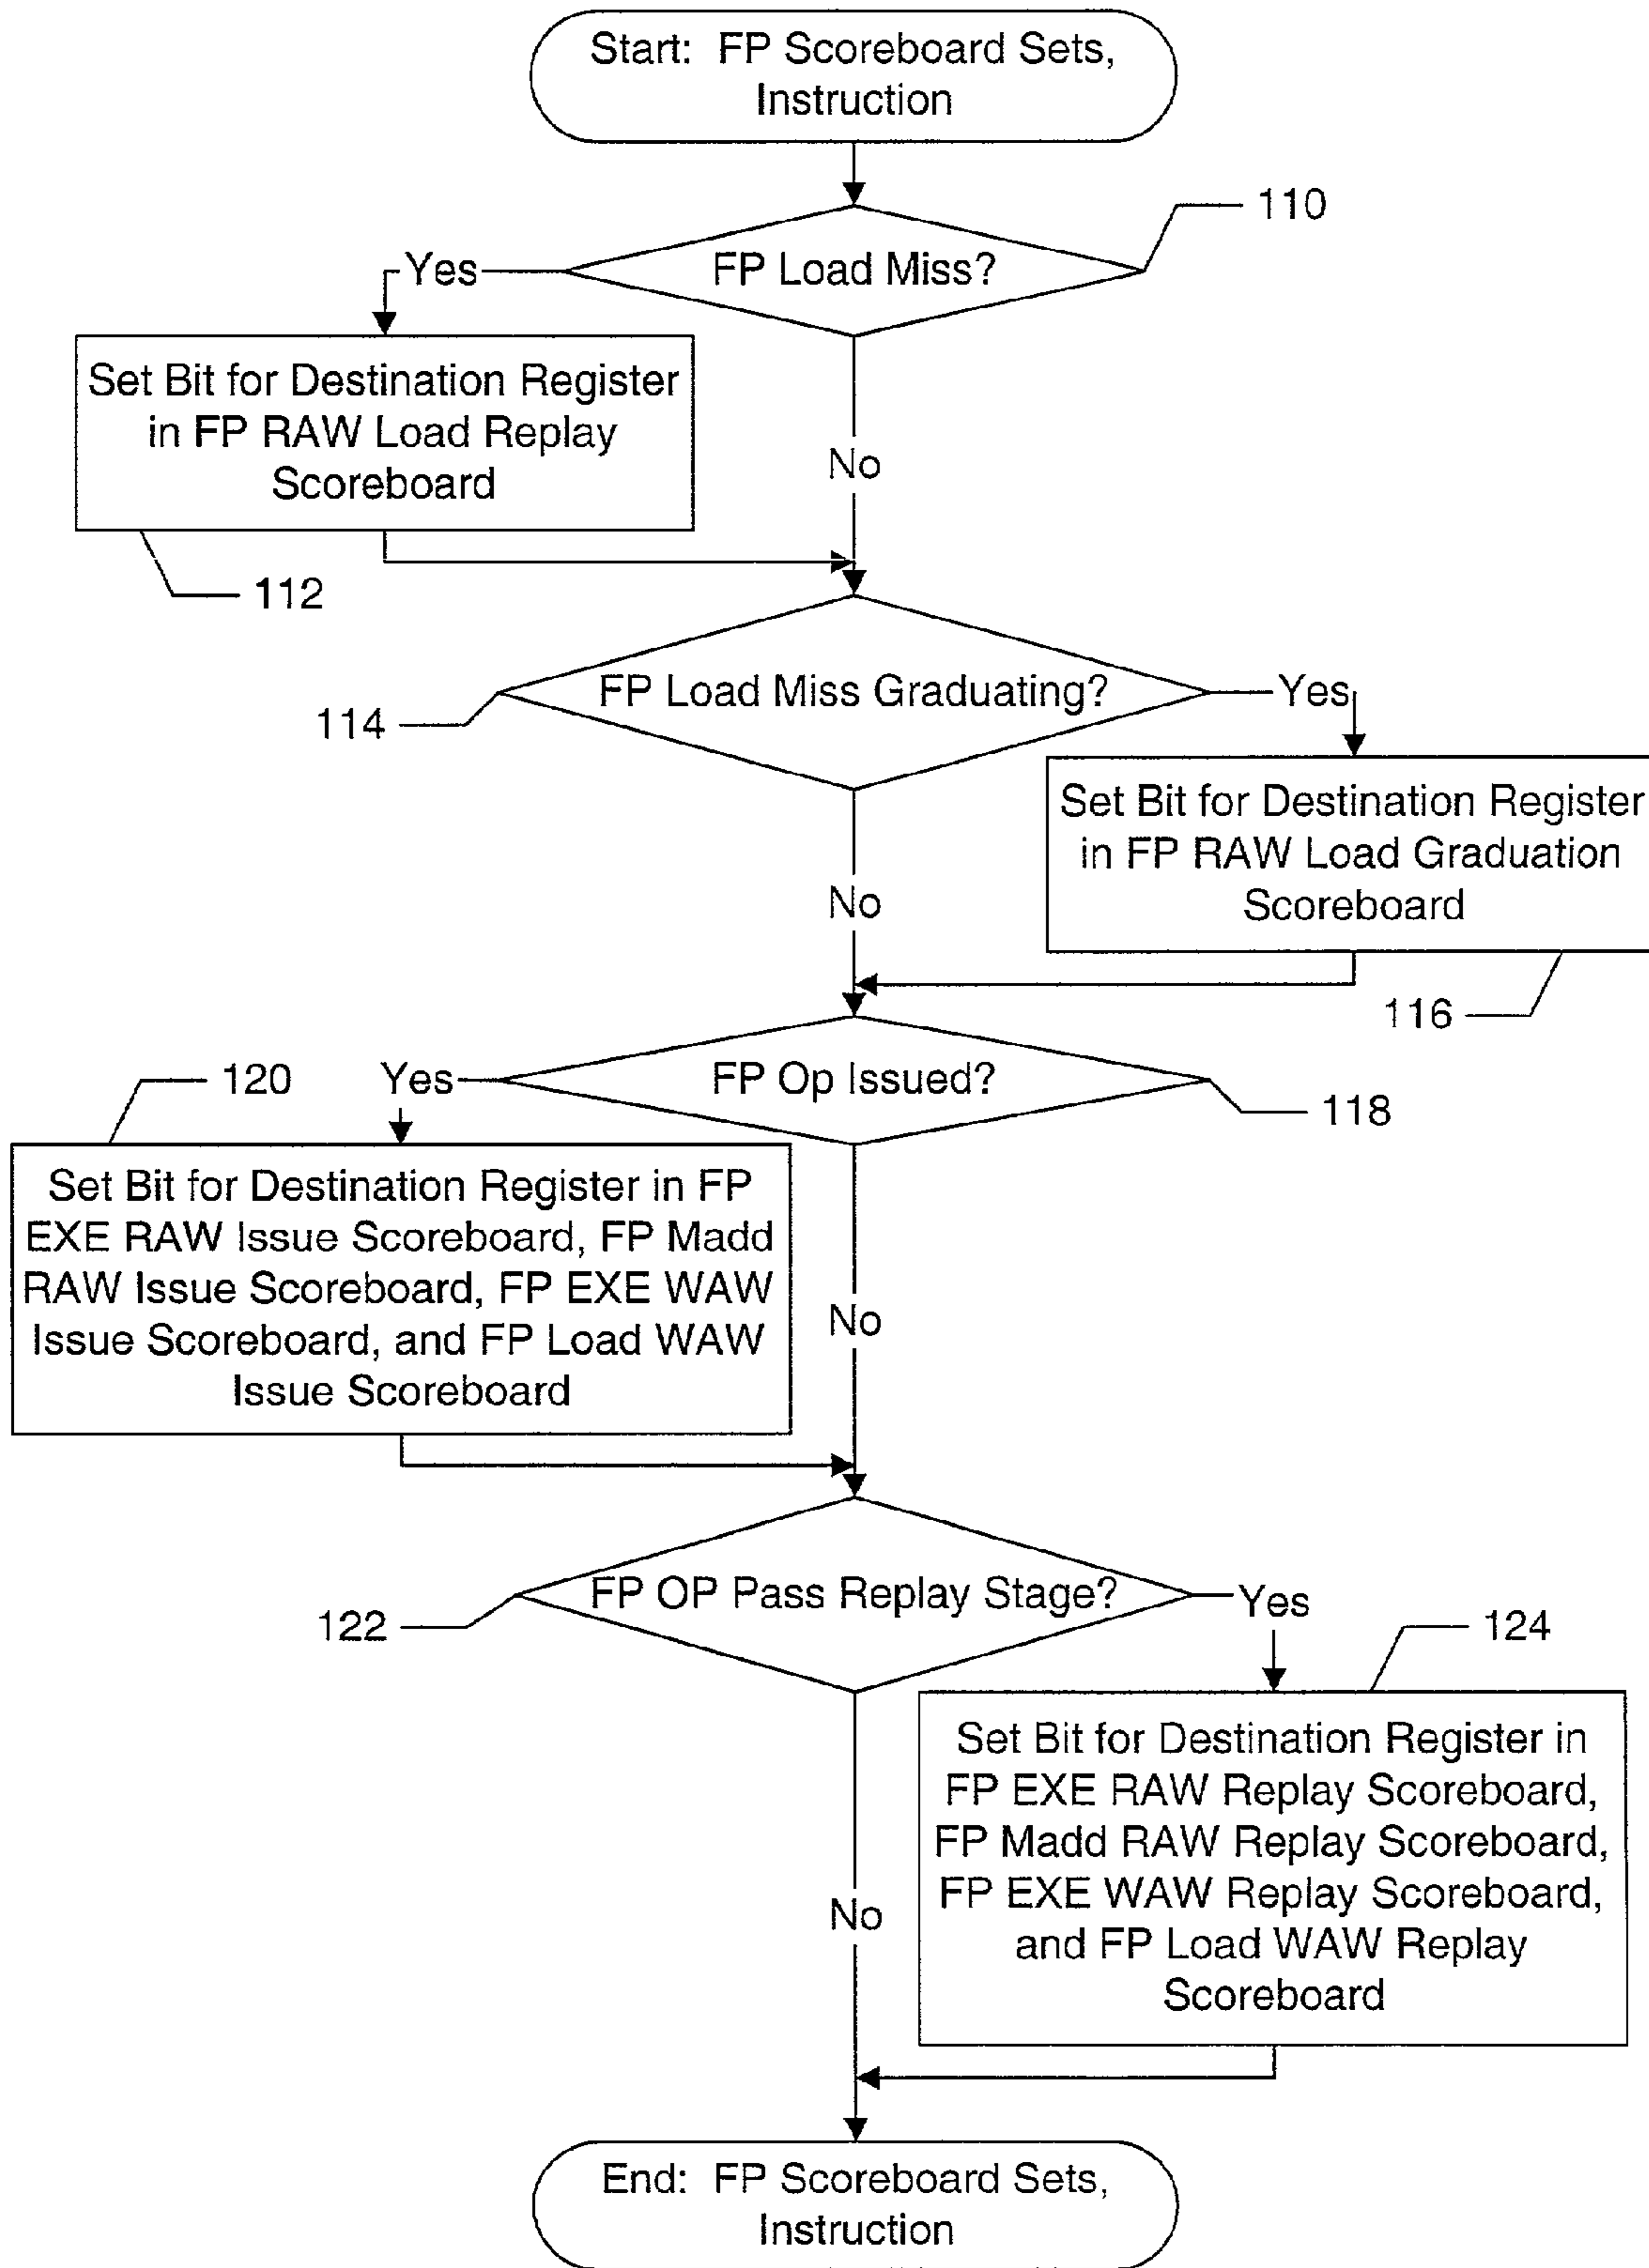 Start: FP Scoreboard Sets,
Instruction
110
FP Load Miss?
Yes
Set Bit for Destination Register
in FP RAW Load Replay
Scoreboard
No
112
FP Load Miss Graduating?
Yes
114
Set Bit for Destination Register
in FP RAW Load Graduation
Scoreboard
No
116
FP Op Issued?
Yes
120
118
Set Bit for Destination Register in FP
EXE RAW Issue Scoreboard, FP Madd
RAW Issue Scoreboard, FP EXE WAW
Issue Scoreboard, and FP Load WAW
Issue Scoreboard
No
FP OP Pass Replay Stage?
Yes
122
124
Set Bit for Destination Register in
FP EXE RAW Replay Scoreboard,
FP Madd RAW Replay Scoreboard,
FP EXE WAW Replay Scoreboard,
and FP Load WAW Replay
Scoreboard
No
End: FP Scoreboard Sets,
Instruction